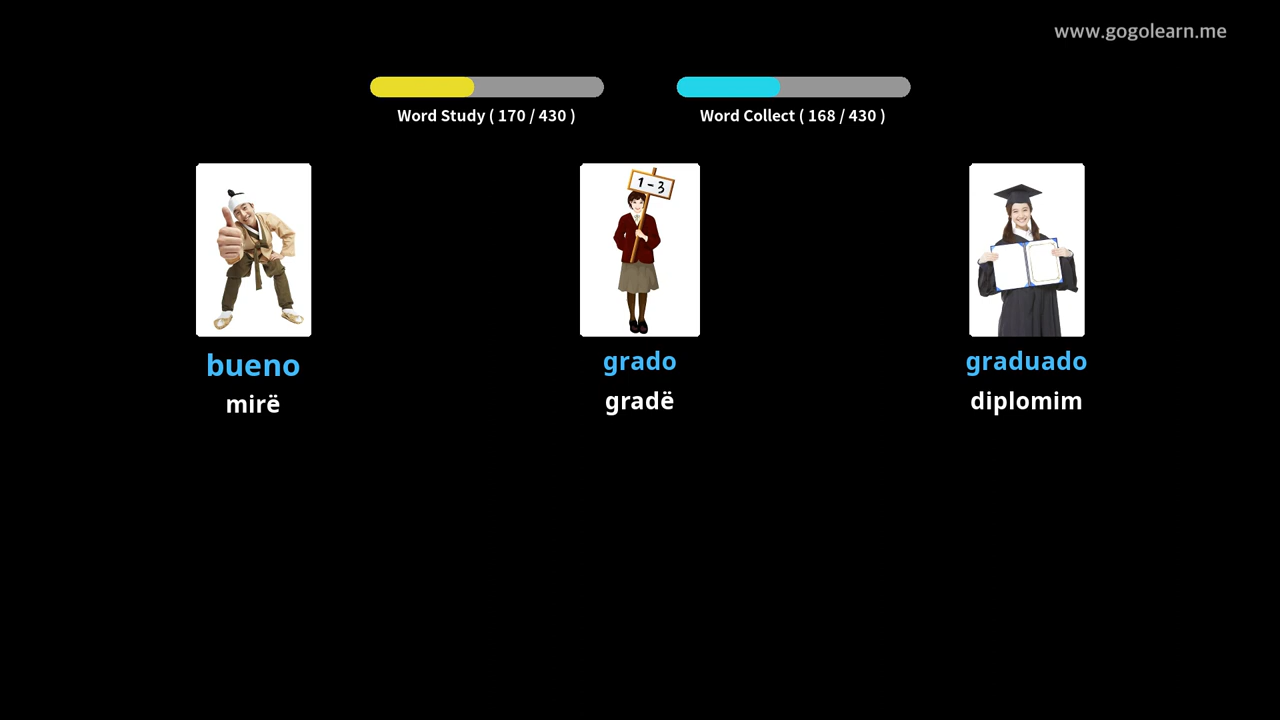 www.gogolearn.me
Word Study ( 170 / 430 )
Word Collect ( 168 / 430 )
1 - 3
bueno
mirë
grado
gradë
graduado
diplomim